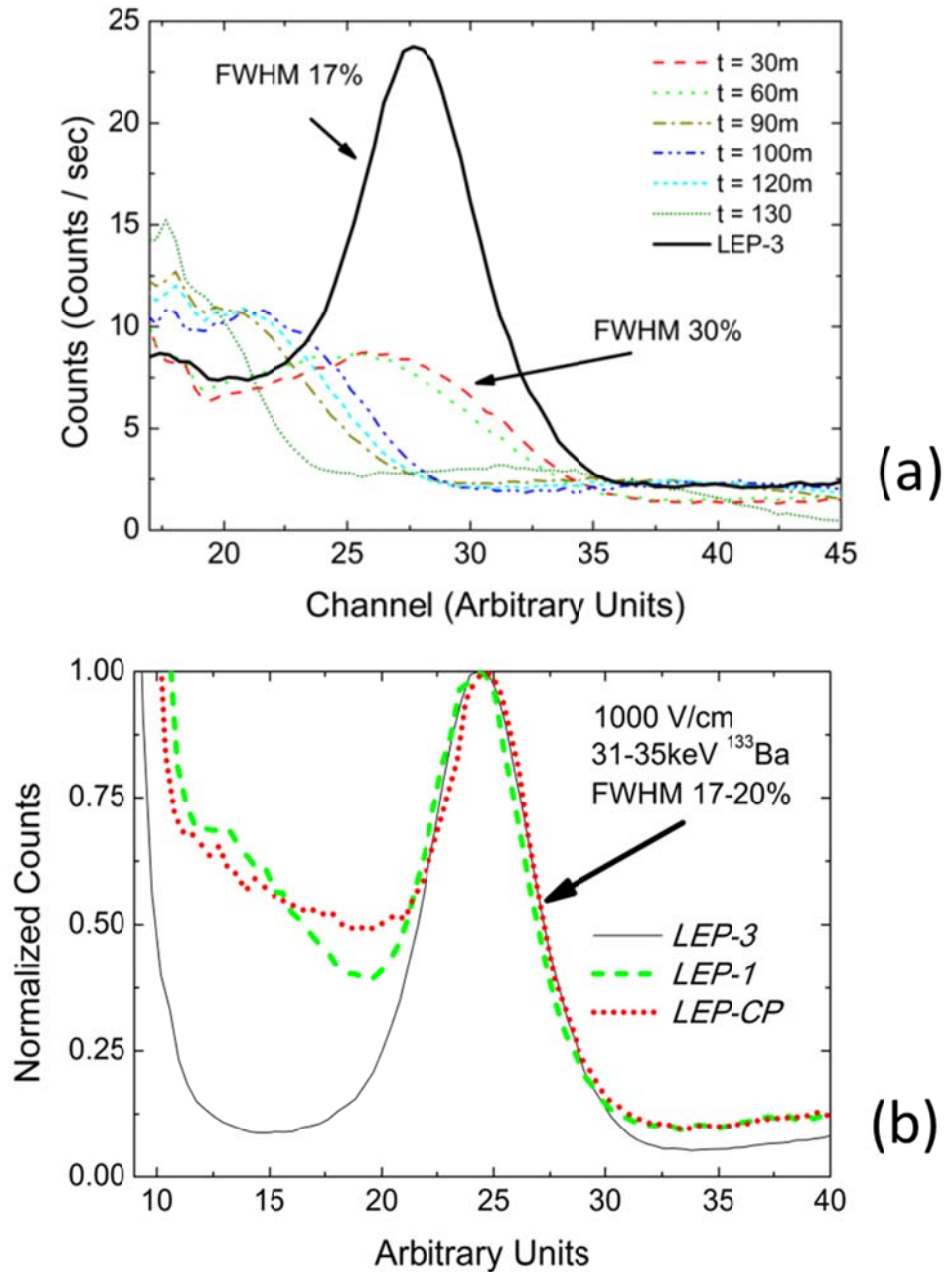 25
20
15
10
5
0
Counts (Counts / sec)
FWHM 17%
t = 30m
t = 60m
t = 90m
t = 100m
t = 120m
t = 130
LEP-3
FWHM 30%
20 25 30 35 40 45
Channel (Arbitrary Units)
(a)
1.00
0.75
0.50
0.25
0.00
Normalized Counts
1000 V/cm
31-35keV ¹³³Ba
FWHM 17-20%
LEP-3
LEP-1
LEP-CP
10 15 20 25 30 35 40
Arbitrary Units
(b)